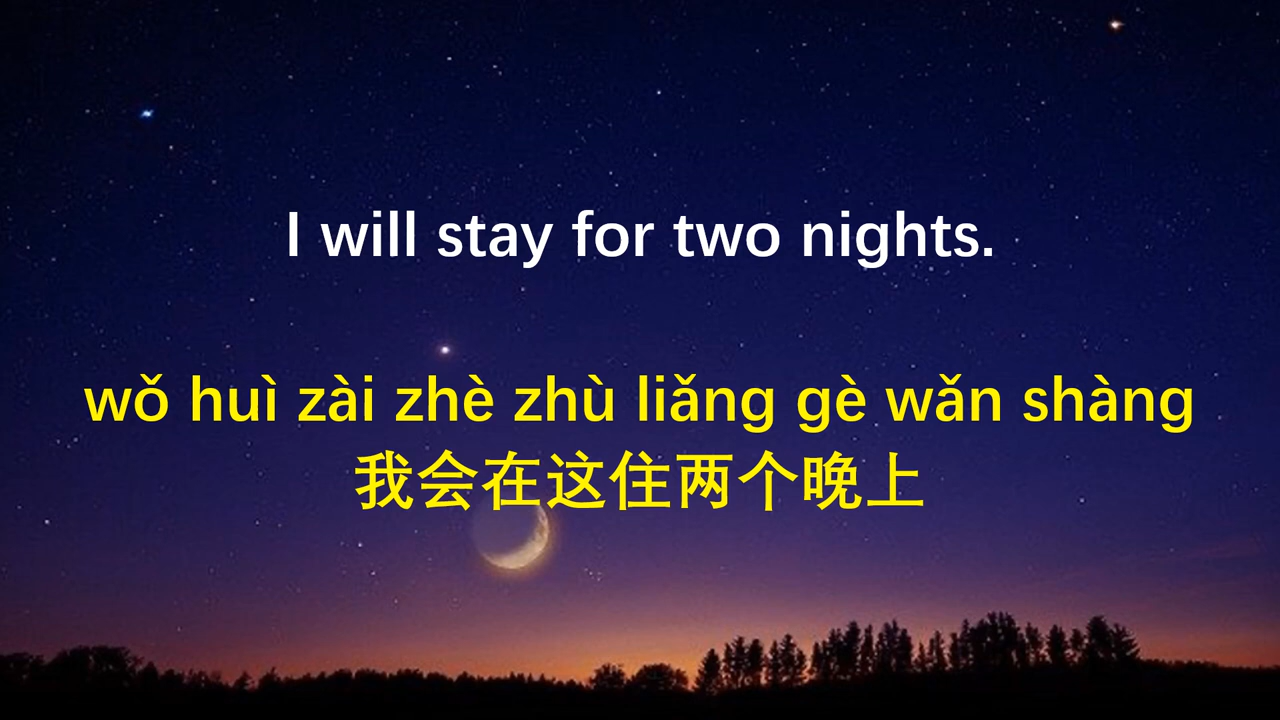 I will stay for two nights.
wǒ huì zài zhè zhù liǎng gè wǎn shàng
我会在这住两个晚上